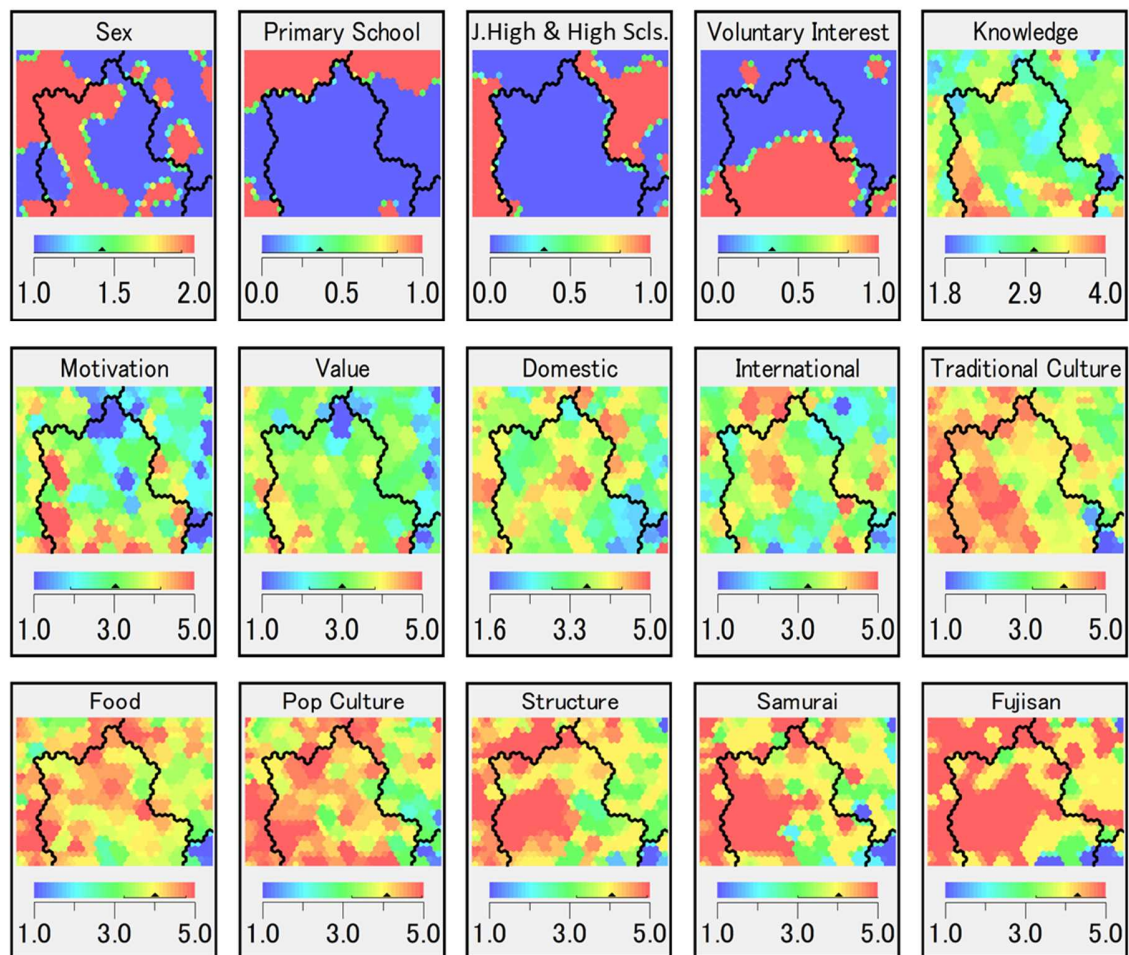 Sex Primary School J.High & High Scls. Voluntary Interest Knowledge
1.0 1.5 2.0 0.0 0.5 1.0 0.0 0.5 1.0 0.0 0.5 1.0 1.8 2.9 4.0
Motivation Value Domestic International Traditional Culture
1.0 3.0 5.0 1.0 3.0 5.0 1.6 3.3 5.0 1.0 3.0 5.0 1.0 3.0 5.0
Food Pop Culture Structure Samurai Fujisan
1.0 3.0 5.0 1.0 3.0 5.0 1.0 3.0 5.0 1.0 3.0 5.0 1.0 3.0 5.0